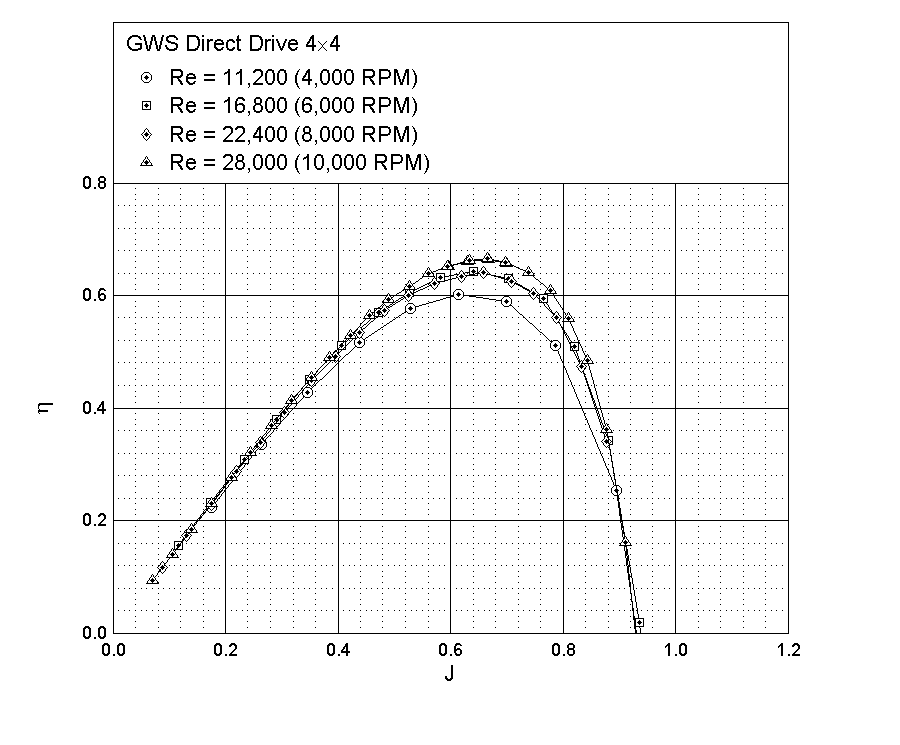 GWS Direct Drive 4×4
Re = 11,200 (4,000 RPM)
Re = 16,800 (6,000 RPM)
Re = 22,400 (8,000 RPM)
Re = 28,000 (10,000 RPM)
0.8
0.6
0.4
0.2
0.0
η
0.0 0.2 0.4 0.6 0.8 1.0 1.2
J